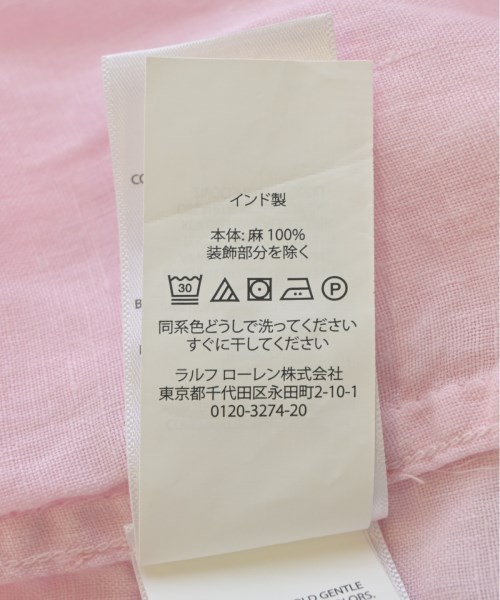 インド製
本体: 麻 100%
装飾部分を除く
30 P
同系色どうしで洗ってください
すぐに干してください
ラルフ ローレン株式会社
東京都千代田区永田町2-10-1
0120-3274-20
GENTLE